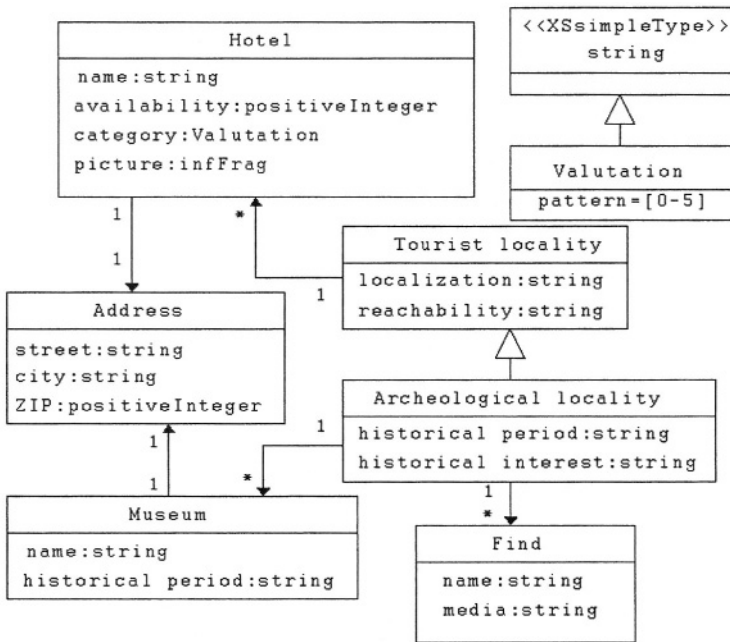 Hotel
name:string
availability:positiveInteger
category:Valutation
picture:infFrag
<<XSsimpleType>>
string
Valutation
pattern=[0-5]
1
1
*
1
Tourist locality
localization:string
reachability:string
Address
street:string
city:string
ZIP:positiveInteger
Archeological locality
historical period:string
historical interest:string
1
*
1
1
1
*
Museum
name:string
historical period:string
Find
name:string
media:string